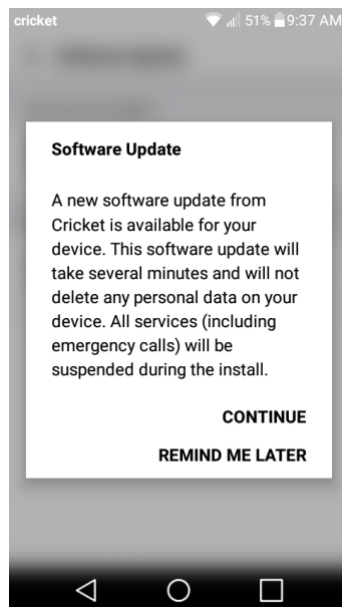 cricket 51% 9:37 AM
Software Update
A new software update from
Cricket is available for your
device. This software update will
take several minutes and will not
delete any personal data on your
device. All services (including
emergency calls) will be
suspended during the install.
CONTINUE
REMIND ME LATER